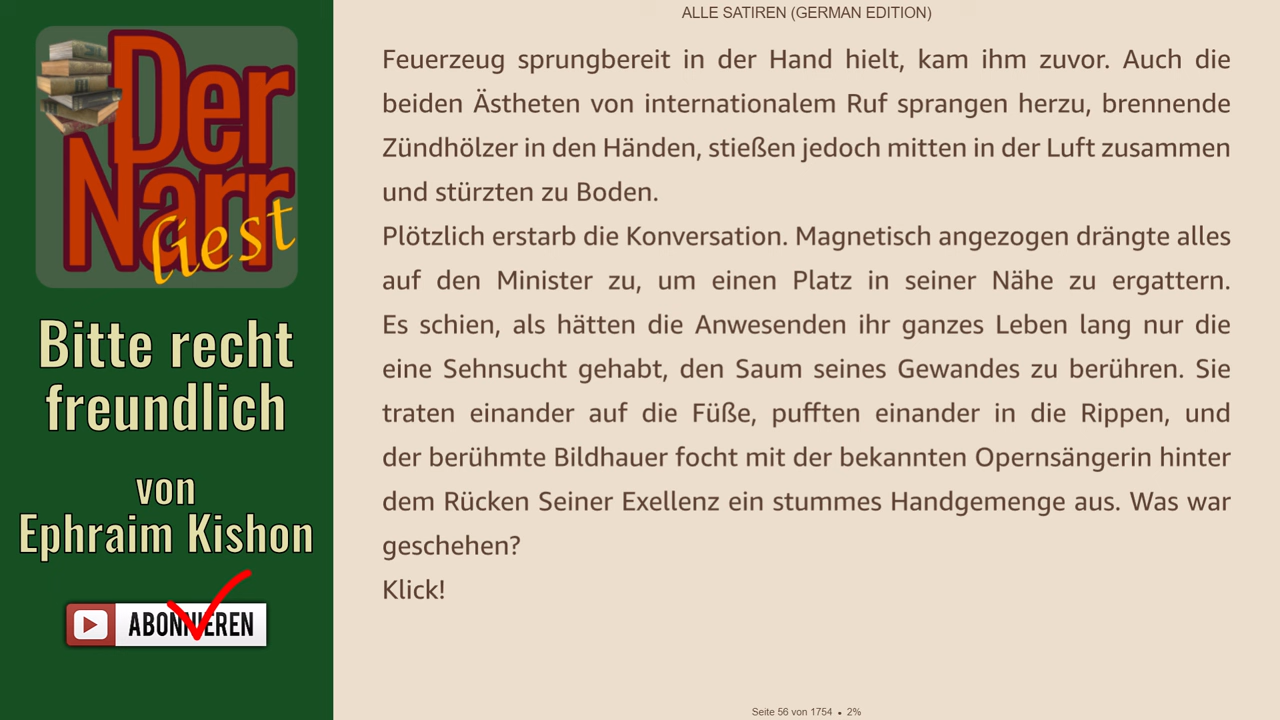 Der
Narr
liest
Bitte recht
freundlich
von
Ephraim Kishon
ABONNIEREN
ALLE SATIREN (GERMAN EDITION)
Feuerzeug sprungbereit in der Hand hielt, kam ihm zuvor. Auch die
beiden Ästheten von internationalem Ruf sprangen herzu, brennende
Zündhölzer in den Händen, stießen jedoch mitten in der Luft zusammen
und stürzten zu Boden.
Plötzlich erstarb die Konversation. Magnetisch angezogen drängte alles
auf den Minister zu, um einen Platz in seiner Nähe zu ergattern.
Es schien, als hätten die Anwesenden ihr ganzes Leben lang nur die
eine Sehnsucht gehabt, den Saum seines Gewandes zu berühren. Sie
traten einander auf die Füße, pufften einander in die Rippen, und
der berühmte Bildhauer focht mit der bekannten Opernsängerin hinter
dem Rücken Seiner Exellenz ein stummes Handgemenge aus. Was war
geschehen?
Klick!
Seite 56 von 1754 • 2%